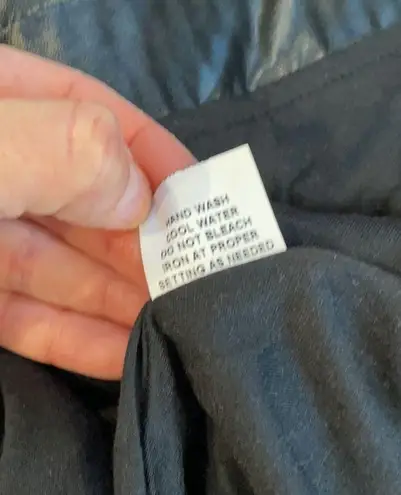 HAND WASH
COOL WATER
DO NOT BLEACH
IRON AT PROPER
SETTING AS NEEDED